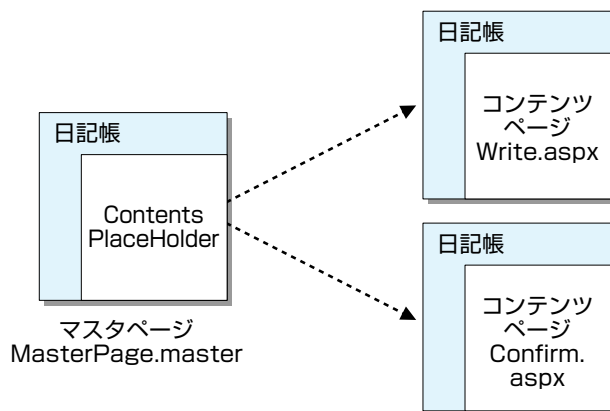 日記帳
Contents
PlaceHolder
マスタページ
MasterPage.master
日記帳
コンテンツ
ページ
Write.aspx
日記帳
コンテンツ
ページ
Confirm.
aspx